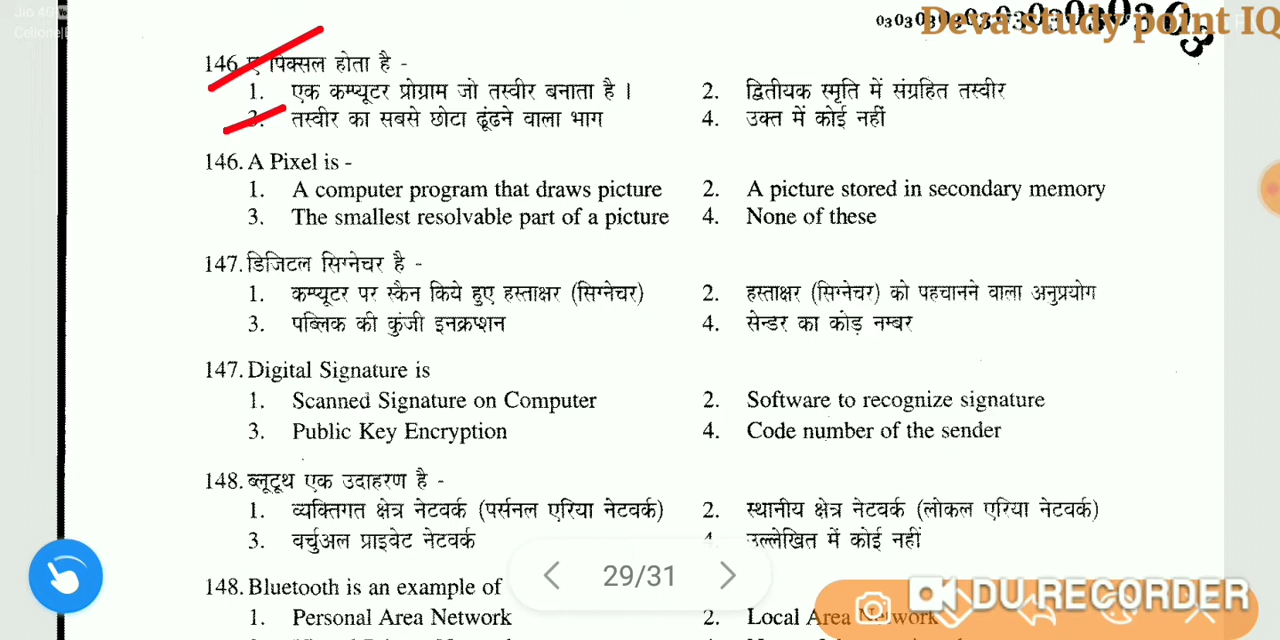 Deva study point IQ
146. ए पिक्सल होता है -
1. एक कम्प्यूटर प्रोग्राम जो तस्वीर बनाता है । 2. द्वितीयक स्मृति में संग्रहित तस्वीर
3. तस्वीर का सबसे छोटा ढूंढने वाला भाग 4. उक्त में कोई नहीं
146. A Pixel is -
1. A computer program that draws picture 2. A picture stored in secondary memory
3. The smallest resolvable part of a picture 4. None of these
147. डिजिटल सिग्नेचर है -
1. कम्प्यूटर पर स्कैन किये हुए हस्ताक्षर (सिग्नेचर) 2. हस्ताक्षर (सिग्नेचर) को पहचानने वाला अनुप्रयोग
3. पब्लिक की कुंजी इनक्रप्शन 4. सेन्डर का कोड़ नम्बर
147. Digital Signature is
1. Scanned Signature on Computer 2. Software to recognize signature
3. Public Key Encryption 4. Code number of the sender
148. ब्लूटूथ एक उदाहरण है -
1. व्यक्तिगत क्षेत्र नेटवर्क (पर्सनल एरिया नेटवर्क) 2. स्थानीय क्षेत्र नेटवर्क (लोकल एरिया नेटवर्क)
3. वर्चुअल प्राइवेट नेटवर्क 4. उल्लेखित में कोई नहीं
29/31
148. Bluetooth is an example of
DU RECORDER
1. Personal Area Network 2. Local Area Network